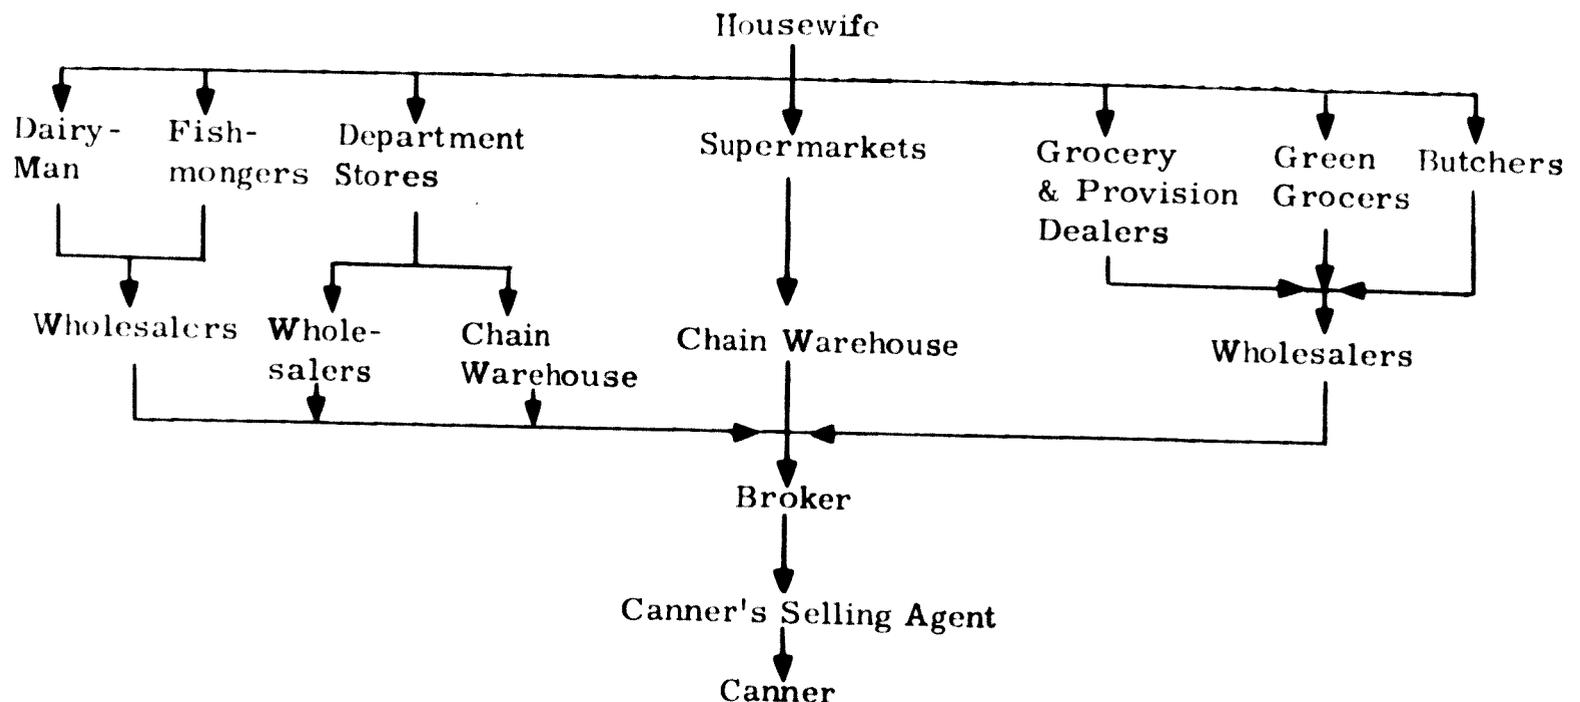 Housewife
Dairy-
Man
Fish-
mongers
Department
Stores
Supermarkets
Grocery
& Provision
Dealers
Green
Grocers
Butchers
Wholesalers
Whole-
salers
Chain
Warehouse
Chain Warehouse
Wholesalers
Broker
Canner's Selling Agent
Canner